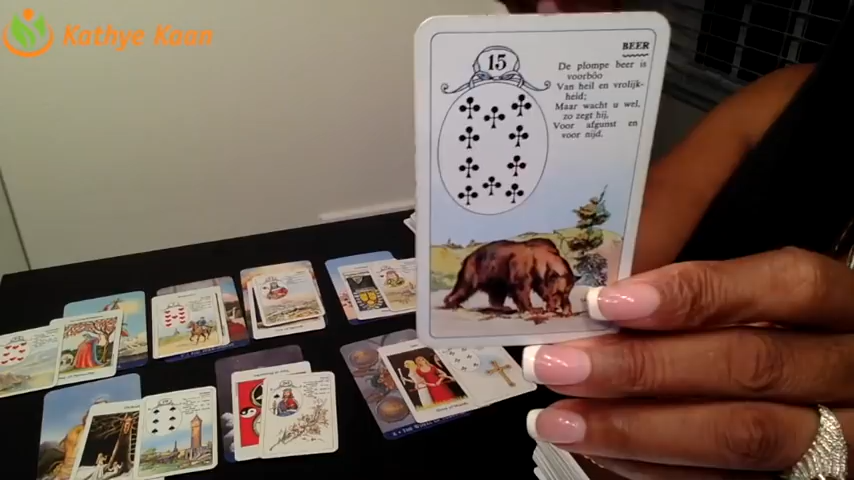 Kathye Koan
15
BEER
De plompe beer is
voorbôo
Van heil en vrolijk-
heid;
Maar wacht u wel,
zo zegt hij,
Voor afgunst en
voor nijd.